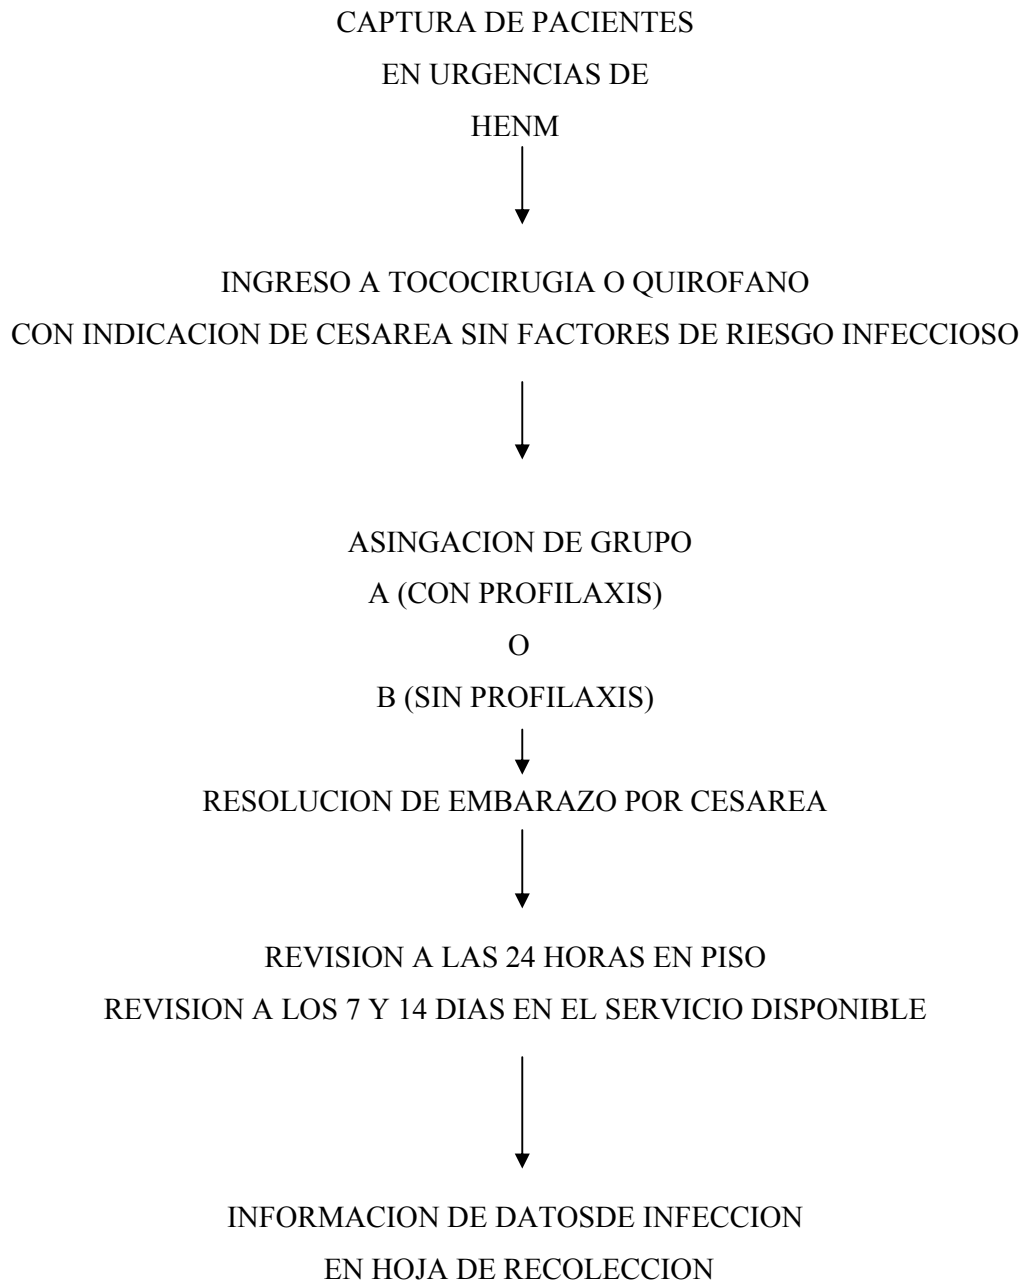 CAPTURA DE PACIENTES
EN URGENCIAS DE
HENM
INGRESO A TOCOCIRUGIA O QUIROFANO
CON INDICACION DE CESAREA SIN FACTORES DE RIESGO INFECCIOSO
ASINGACION DE GRUPO
A (CON PROFILAXIS)
O
B (SIN PROFILAXIS)
RESOLUCION DE EMBARAZO POR CESAREA
REVISION A LAS 24 HORAS EN PISO
REVISION A LOS 7 Y 14 DIAS EN EL SERVICIO DISPONIBLE
INFORMACION DE DATOSDE INFECCION
EN HOJA DE RECOLECCION